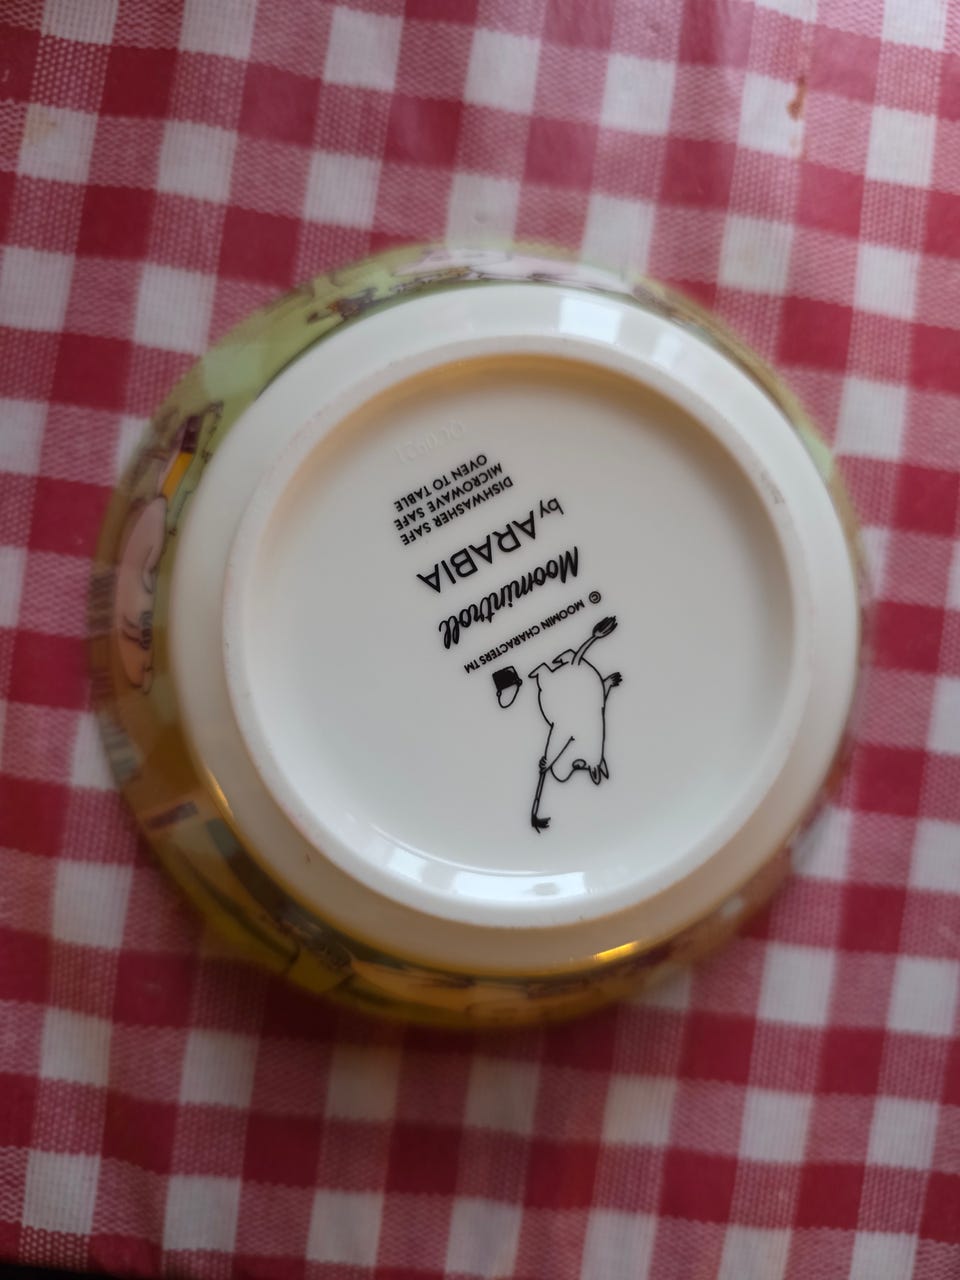 © MOOMIN CHARACTERS TM
Moomintroll
by ARABIA
DISHWASHER SAFE
MICROWAVE SAFE
OVEN TO TABLE